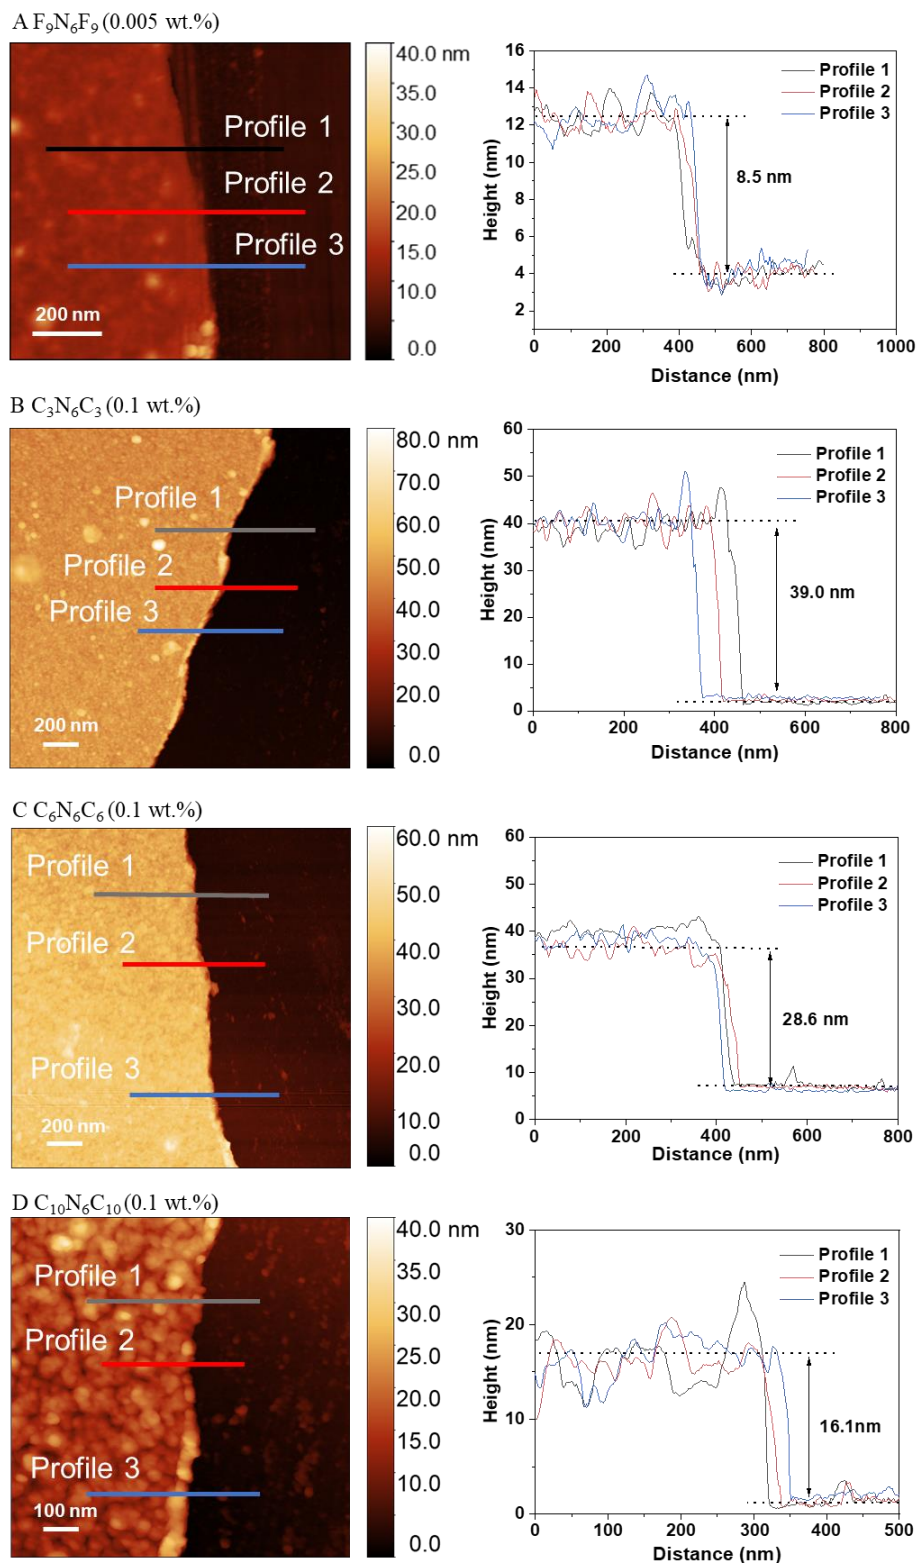 A F₉N₆F₉ (0.005 wt.%)
Profile 1
Profile 2
Profile 3
200 nm
40.0 nm
35.0
30.0
25.0
20.0
15.0
10.0
0.0
16
14
12
10
8
6
4
2
Height (nm)
Profile 1
Profile 2
Profile 3
8.5 nm
0 200 400 600 800 1000
Distance (nm)
B C₃N₆C₃ (0.1 wt.%)
Profile 1
Profile 2
Profile 3
200 nm
80.0 nm
70.0
60.0
50.0
40.0
30.0
20.0
0.0
60
50
40
30
20
10
0
Height (nm)
Profile 1
Profile 2
Profile 3
39.0 nm
0 200 400 600 800
Distance (nm)
C C₆N₆C₆ (0.1 wt.%)
Profile 1
Profile 2
Profile 3
200 nm
60.0 nm
50.0
40.0
30.0
20.0
10.0
0.0
60
50
40
30
20
10
0
Height (nm)
Profile 1
Profile 2
Profile 3
28.6 nm
0 200 400 600 800
Distance (nm)
D C₁₀N₆C₁₀ (0.1 wt.%)
Profile 1
Profile 2
Profile 3
100 nm
40.0 nm
35.0
30.0
25.0
20.0
15.0
10.0
0.0
30
20
10
0
Height (nm)
Profile 1
Profile 2
Profile 3
16.1nm
0 100 200 300 400 500
Distance (nm)